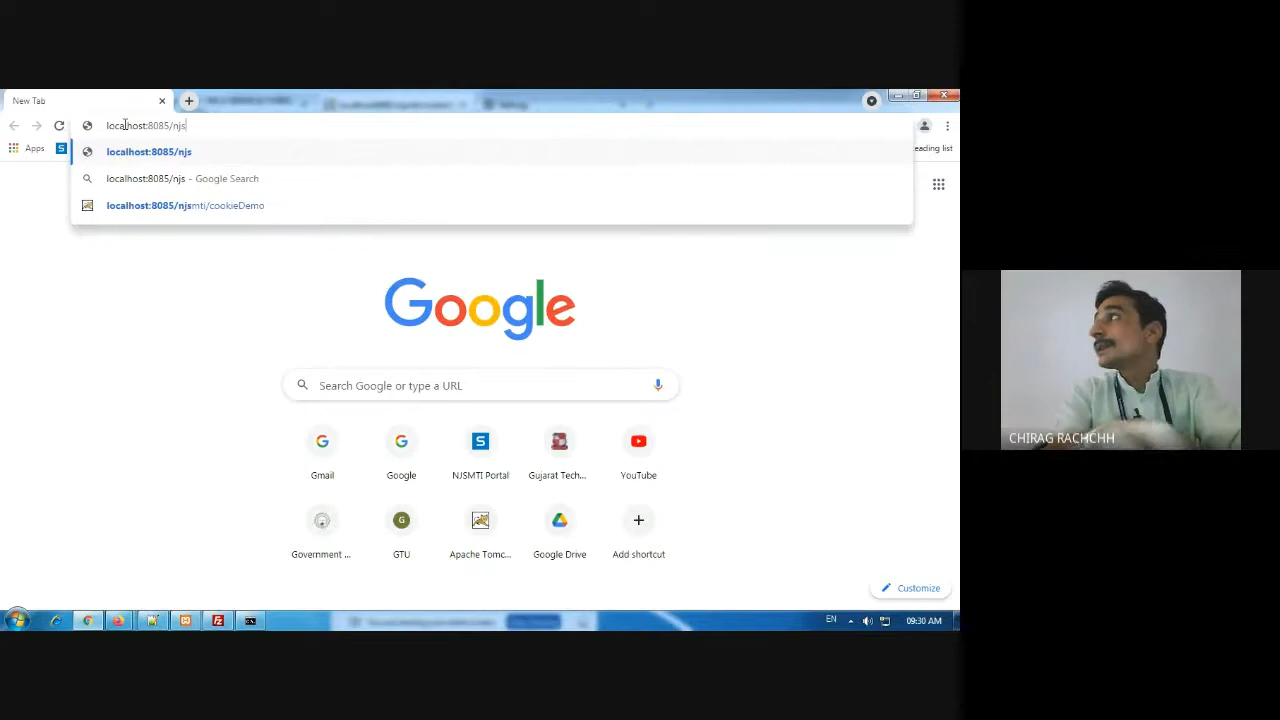 New Tab
localhost:8085/njs
Apps
eading list
localhost:8085/njs
localhost:8085/njs - Google Search
localhost:8085/njsmti/cookieDemo
Google
Search Google or type a URL
Gmail
Google
NJSMTI Portal
Gujarat Tech...
YouTube
Government ...
GTU
Apache Tomc...
Google Drive
Add shortcut
Customize
EN
09:30 AM
CHIRAG RACHCHH